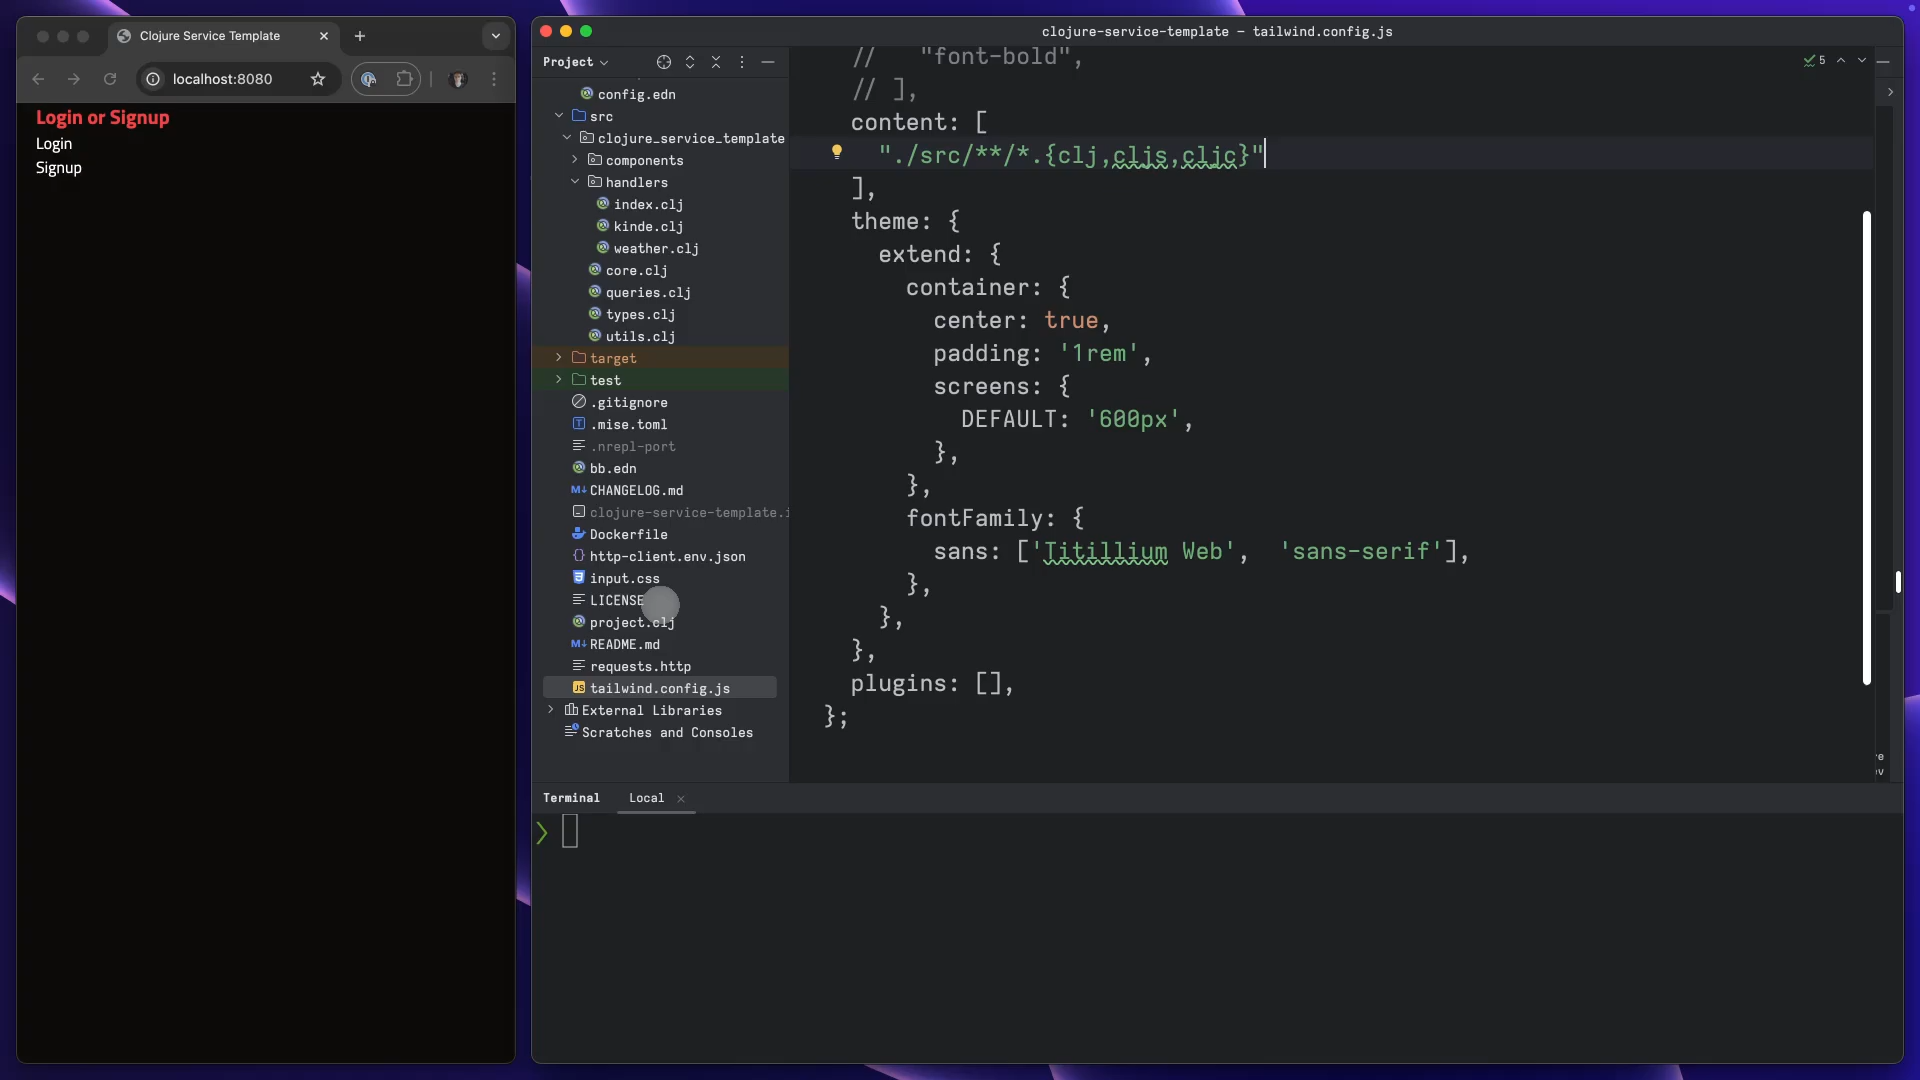 Clojure Service Template
localhost:8080
Login or Signup
Login
Signup
clojure-service-template – tailwind.config.js
Project
config.edn
src
clojure_service_template
components
handlers
index.clj
kinde.clj
weather.clj
core.clj
queries.clj
types.clj
utils.clj
target
test
.gitignore
.mise.toml
.nrepl-port
bb.edn
CHANGELOG.md
clojure-service-template.i
Dockerfile
http-client.env.json
input.css
LICENSE
project.clj
README.md
requests.http
tailwind.config.js
External Libraries
Scratches and Consoles
//   "font-bold",
// ],
content: [
"./src/**/*.{clj,cljs,cljc}"
],
theme: {
extend: {
container: {
center: true,
padding: '1rem',
screens: {
DEFAULT: '600px',
},
},
fontFamily: {
sans: ['Titillium Web',  'sans-serif'],
},
},
},
plugins: [],
};
5
Terminal
Local